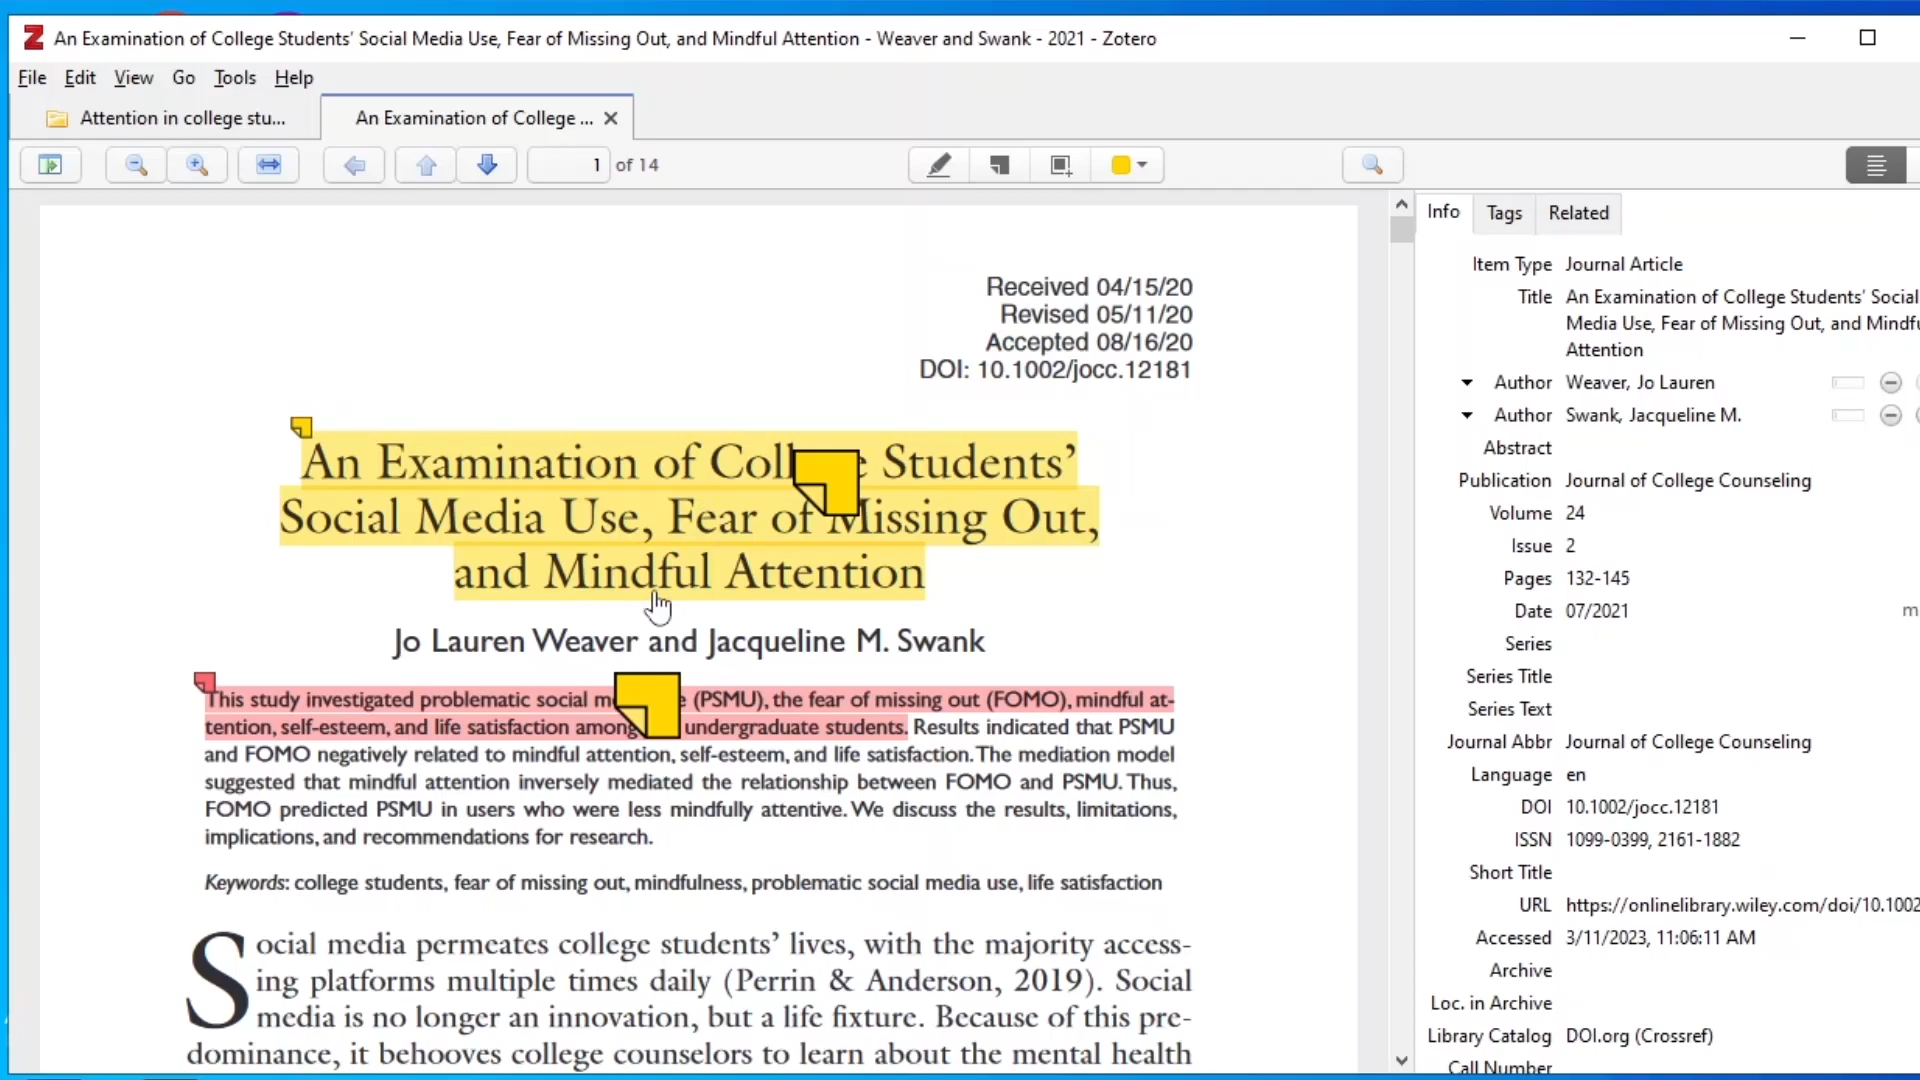 An Examination of College Students' Social Media Use, Fear of Missing Out, and Mindful Attention - Weaver and Swank - 2021 - Zotero
File Edit View Go Tools Help
Attention in college stu...
An Examination of College ...
1 of 14
Info Tags Related
Received 04/15/20
Revised 05/11/20
Accepted 08/16/20
DOI: 10.1002/jocc.12181
An Examination of Coll e Students'
Social Media Use, Fear of Missing Out,
and Mindful Attention
Jo Lauren Weaver and Jacqueline M. Swank
This study investigated problematic social m e (PSMU), the fear of missing out (FOMO), mindful at-
tention, self-esteem, and life satisfaction among undergraduate students. Results indicated that PSMU
and FOMO negatively related to mindful attention, self-esteem, and life satisfaction. The mediation model
suggested that mindful attention inversely mediated the relationship between FOMO and PSMU. Thus,
FOMO predicted PSMU in users who were less mindfully attentive. We discuss the results, limitations,
implications, and recommendations for research.
Keywords: college students, fear of missing out, mindfulness, problematic social media use, life satisfaction
Social media permeates college students' lives, with the majority access-
ing platforms multiple times daily (Perrin & Anderson, 2019). Social
media is no longer an innovation, but a life fixture. Because of this pre-
dominance, it behooves college counselors to learn about the mental health
Item Type Journal Article
Title An Examination of College Students' Social
Media Use, Fear of Missing Out, and Mindfu
Attention
Author Weaver, Jo Lauren
Author Swank, Jacqueline M.
Abstract
Publication Journal of College Counseling
Volume 24
Issue 2
Pages 132-145
Date 07/2021 m
Series
Series Title
Series Text
Journal Abbr Journal of College Counseling
Language en
DOI 10.1002/jocc.12181
ISSN 1099-0399, 2161-1882
Short Title
URL https://onlinelibrary.wiley.com/doi/10.1002
Accessed 3/11/2023, 11:06:11 AM
Archive
Loc. in Archive
Library Catalog DOI.org (Crossref)
Call Number